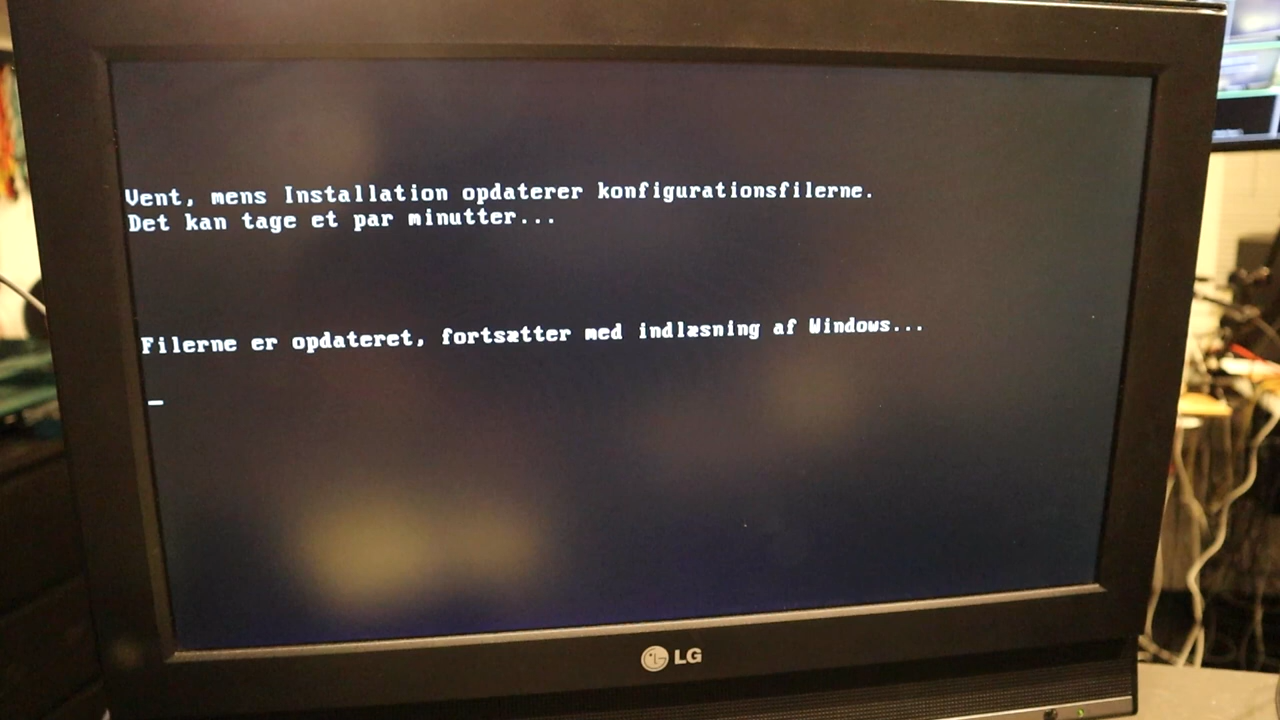 Vent, mens Installation opdaterer konfigurationsfilerne.
Det kan tage et par minutter...
Filerne er opdateret, fortsætter med indlæsning af Windows...
LG